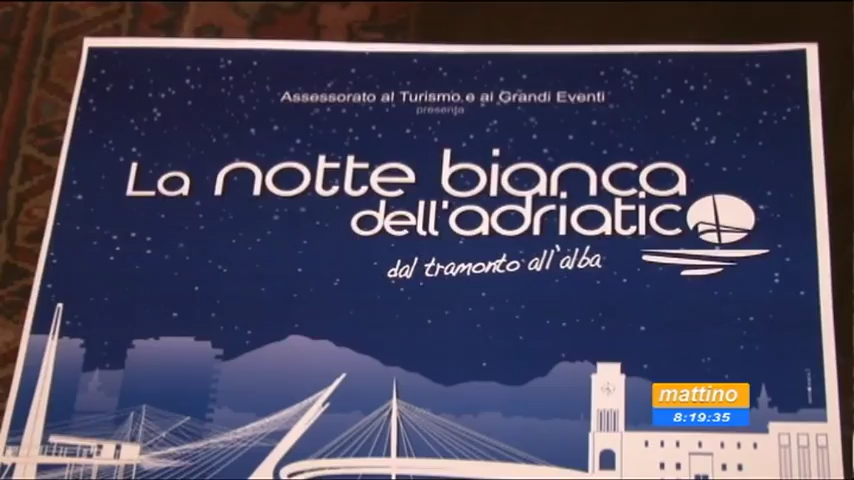 Assessorato al Turismo e ai Grandi Eventi
presenta
La notte bianca
dell'adriatico
dal tramonto all'alba
mattino
8:19:35